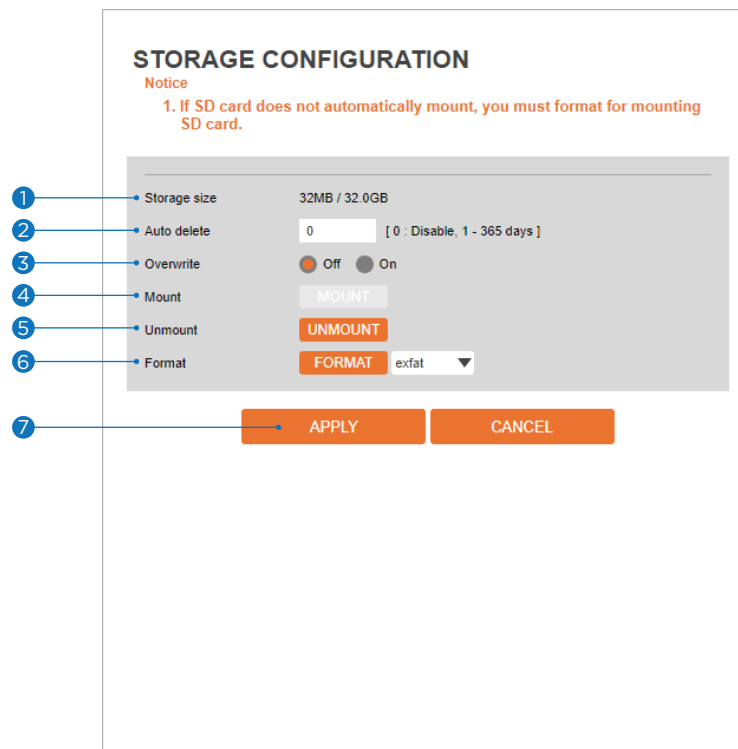 STORAGE CONFIGURATION
Notice
1. If SD card does not automatically mount, you must format for mounting
SD card.
1 Storage size 32MB / 32.0GB
2 Auto delete 0 [ 0 : Disable, 1 - 365 days ]
3 Overwrite Off On
4 Mount MOUNT
5 Unmount UNMOUNT
6 Format FORMAT exfat
7 APPLY CANCEL